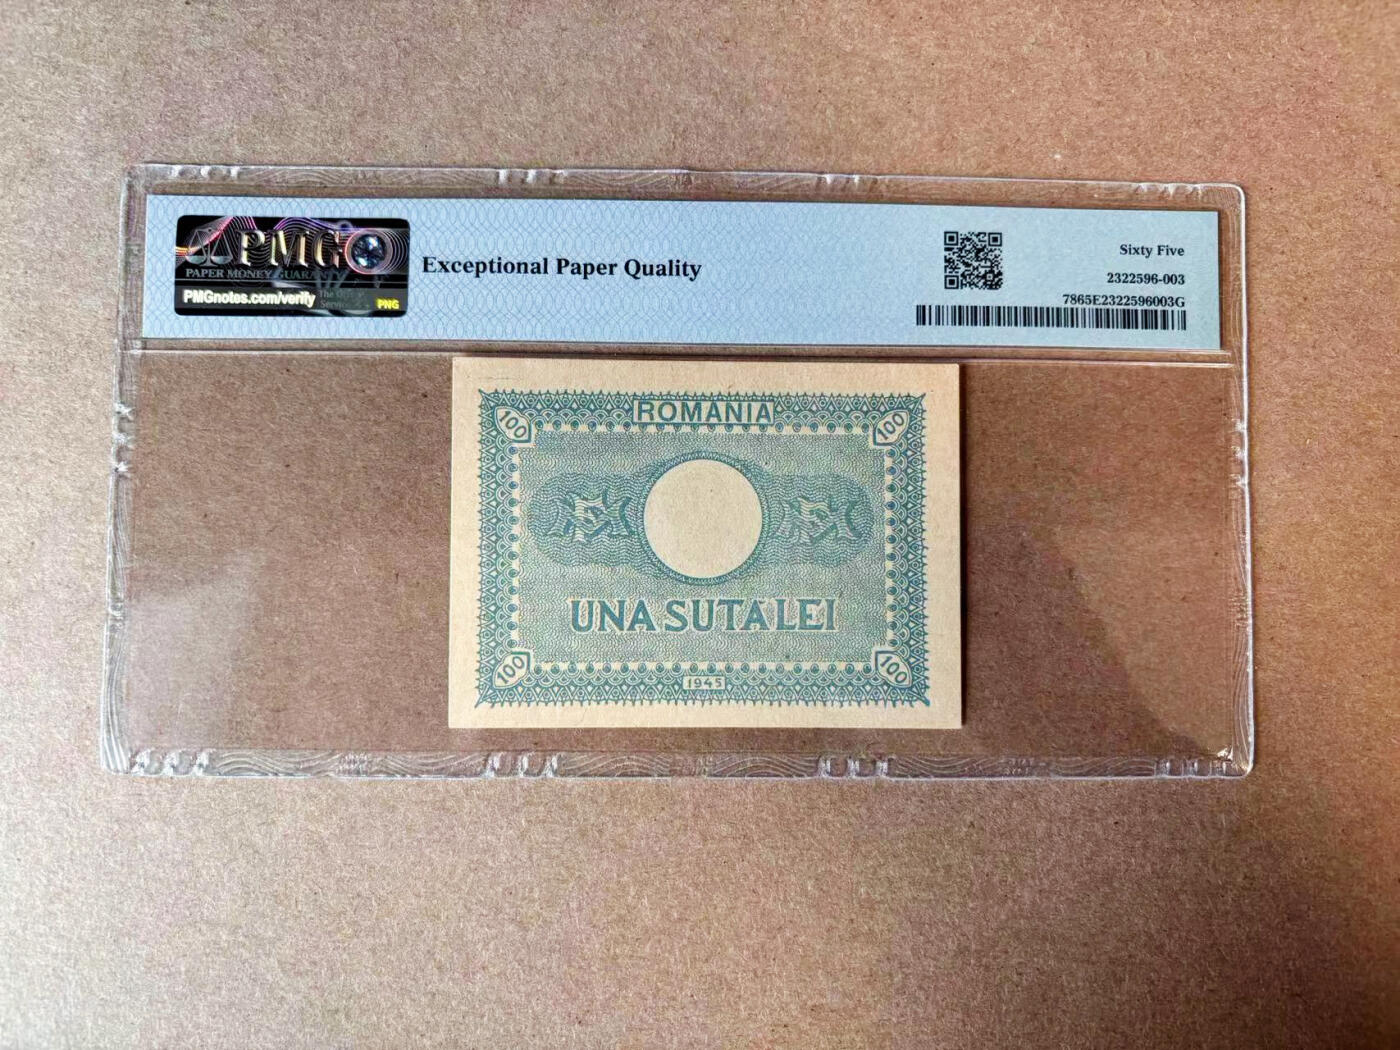 PMG
PAPER MONEY GUARANTY
PMGnotes.com/verify
PNG
Exceptional Paper Quality
Sixty Five
2322596-003
7865E2322596003G
ROMANIA
100
100
UNA SUTA LEI
100
100
1945